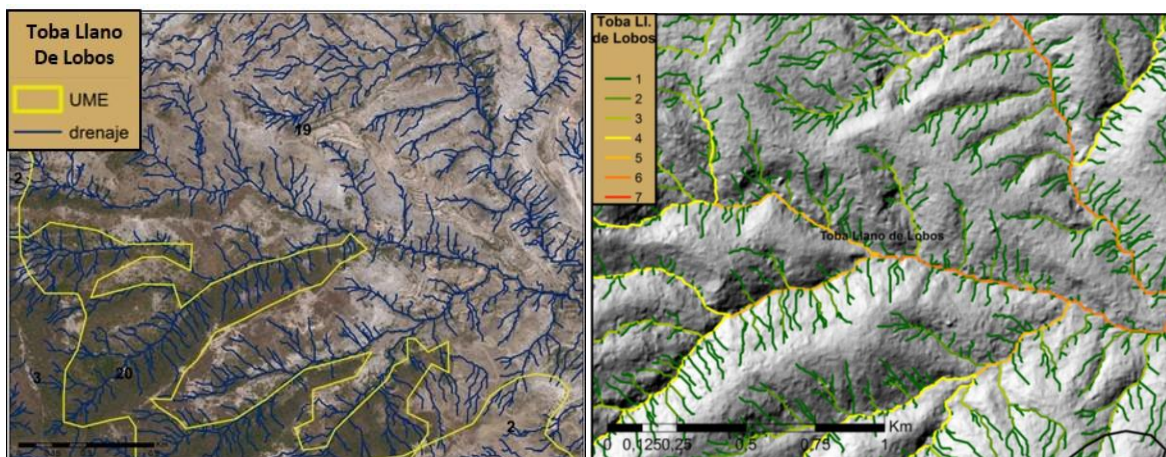 Toba Llano
De Lobos
UME
drenaje
19
2
3
20
2
Toba Ll.
de Lobos
1
2
3
4
5
6
7
Toba Llano de Lobos
Km
0 0,1250,25 0,5 0,75 1